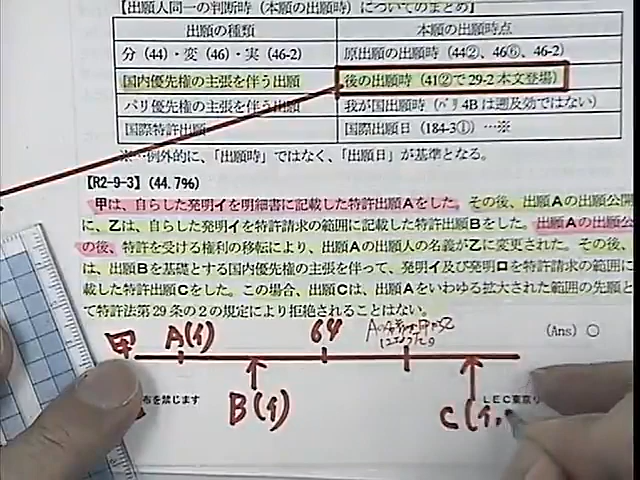 【出願人同一の判断時(本願の出願時)についてのまとめ】
出願の種類 本願の出願時点
分(44)・変(46)・実(46-2) 原出願の出願時(44②、46⑥、46-2)
国内優先権の主張を伴う出願 後の出願時(41②で29-2本文登場)
パリ優先権の主張を伴う出願 我が国出願時(パリ4Bは遡及効ではない)
国際特許出願 国際出願日(184-3①)…※
※…例外的に、「出願時」ではなく、「出願日」が基準となる。
【R2-9-3】(44.7%)
甲は、自らした発明イを明細書に記載した特許出願Aをした。その後、出願Aの出願公開
に、乙は、自らした発明イを特許請求の範囲に記載した特許出願Bをした。出願Aの出願公
の後、特許を受ける権利の移転により、出願Aの出願人の名義が乙に変更された。その後、
は、出願Bを基礎とする国内優先権の主張を伴って、発明イ及び発明ロを特許請求の範囲に
載した特許出願Cをした。この場合、出願Cは、出願Aをいわゆる拡大された範囲の先願と
て特許法第29条の2の規定により拒絶されることはない。
(Ans) ○
甲 A(イ) 64
B(イ) C(イ,
布を禁じます LEC東京